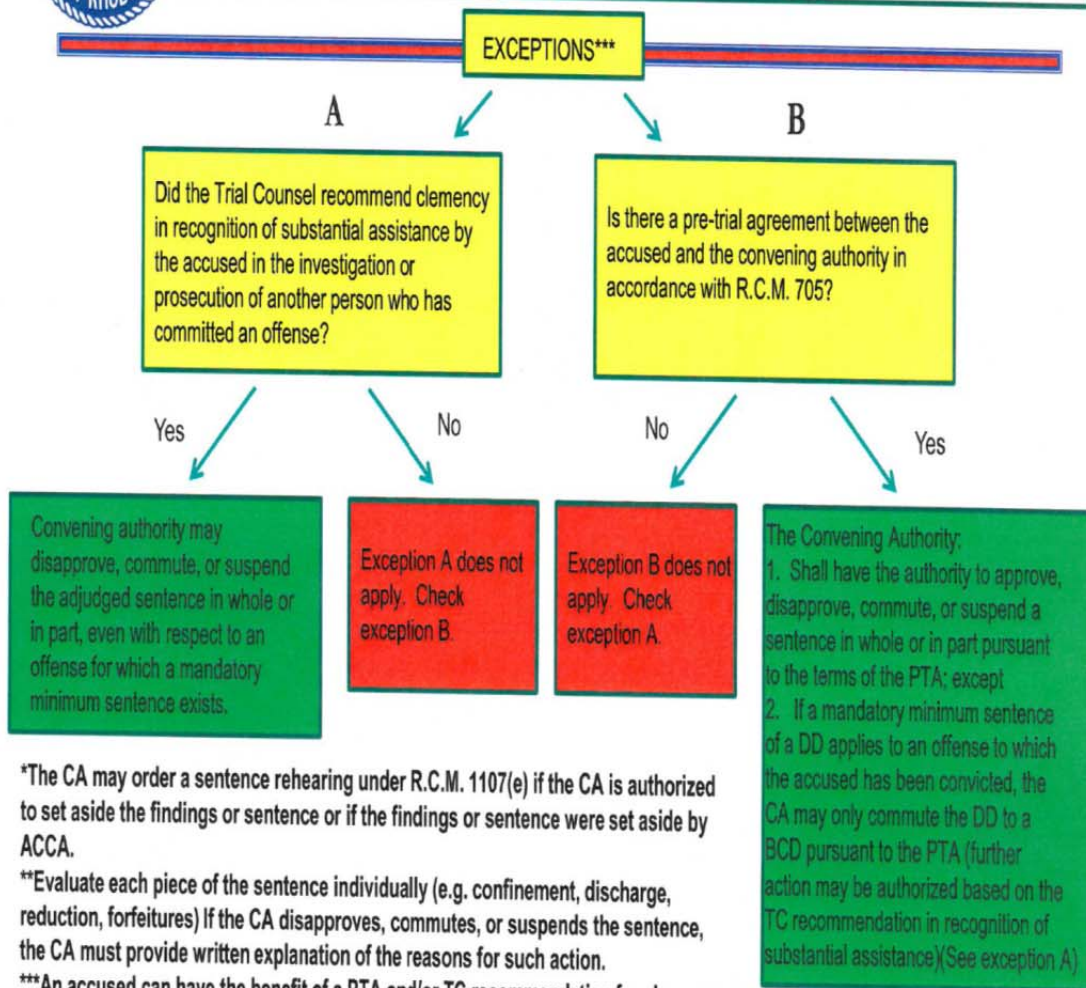 EXCEPTIONS***
A
B
Did the Trial Counsel recommend clemency
in recognition of substantial assistance by
the accused in the investigation or
prosecution of another person who has
committed an offense?
Is there a pre-trial agreement between the
accused and the convening authority in
accordance with R.C.M. 705?
Yes
No
No
Yes
Convening authority may
disapprove, commute, or suspend
the adjudged sentence in whole or
in part, even with respect to an
offense for which a mandatory
minimum sentence exists.
Exception A does not
apply. Check
exception B.
Exception B does not
apply. Check
exception A.
The Convening Authority:
1. Shall have the authority to approve,
disapprove, commute, or suspend a
sentence in whole or in part pursuant
to the terms of the PTA; except
2. If a mandatory minimum sentence
of a DD applies to an offense to which
the accused has been convicted, the
CA may only commute the DD to a
BCD pursuant to the PTA (further
action may be authorized based on the
TC recommendation in recognition of
substantial assistance)(See exception A)
*The CA may order a sentence rehearing under R.C.M. 1107(e) if the CA is authorized
to set aside the findings or sentence or if the findings or sentence were set aside by
ACCA.
**Evaluate each piece of the sentence individually (e.g. confinement, discharge,
reduction, forfeitures) If the CA disapproves, commutes, or suspends the sentence,
the CA must provide written explanation of the reasons for such action.
***An accused can have the benefit of a PTA and/or TC recommendation